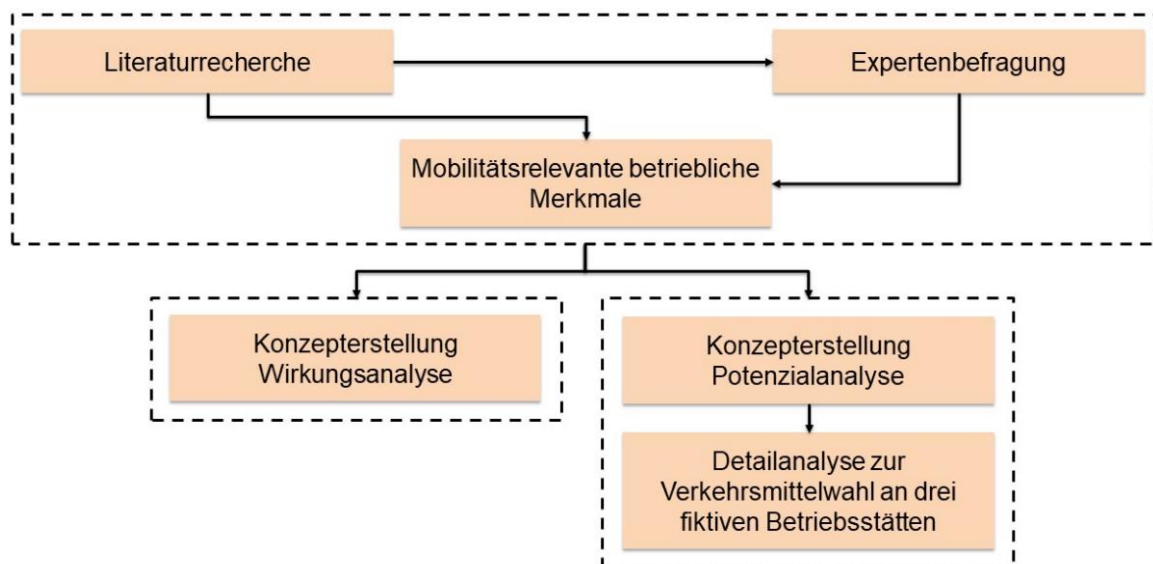 Literaturrecherche
Expertenbefragung
Mobilitätsrelevante betriebliche
Merkmale
Konzepterstellung
Wirkungsanalyse
Konzepterstellung
Potenzialanalyse
Detailanalyse zur
Verkehrsmittelwahl an drei
fiktiven Betriebsstätten